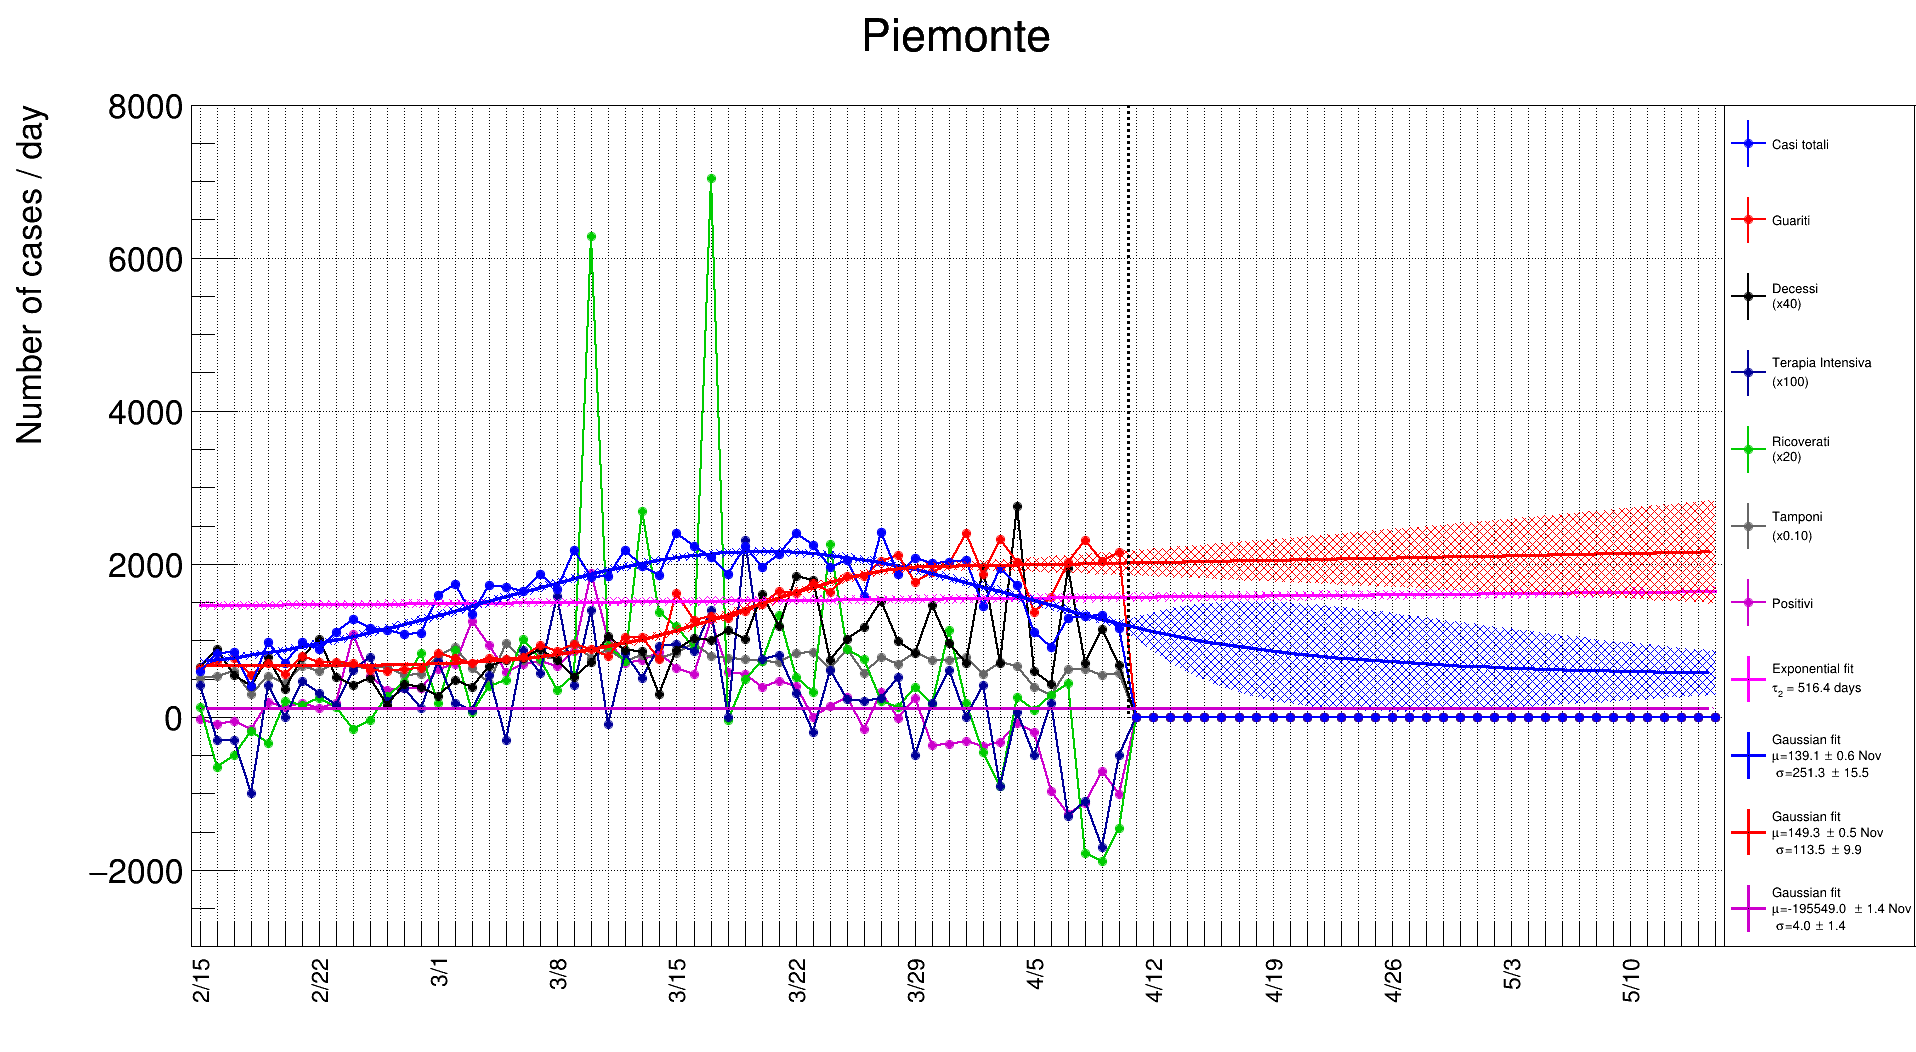 Piemonte
Number of cases / day
8000
6000
4000
2000
0
−2000
2/15
2/22
3/1
3/8
3/15
3/22
3/29
4/5
4/12
4/19
4/26
5/3
5/10
Casi totali
Guariti
Decessi
(x40)
Terapia Intensiva
(x100)
Ricoverati
(x20)
Tamponi
(x0.10)
Positivi
Exponential fit
τ₂ = 516.4 days
Gaussian fit
μ=139.1 ± 0.6 Nov
σ=251.3 ± 15.5
Gaussian fit
μ=149.3 ± 0.5 Nov
σ=113.5 ± 9.9
Gaussian fit
μ=-195549.0 ± 1.4 Nov
σ=4.0 ± 1.4